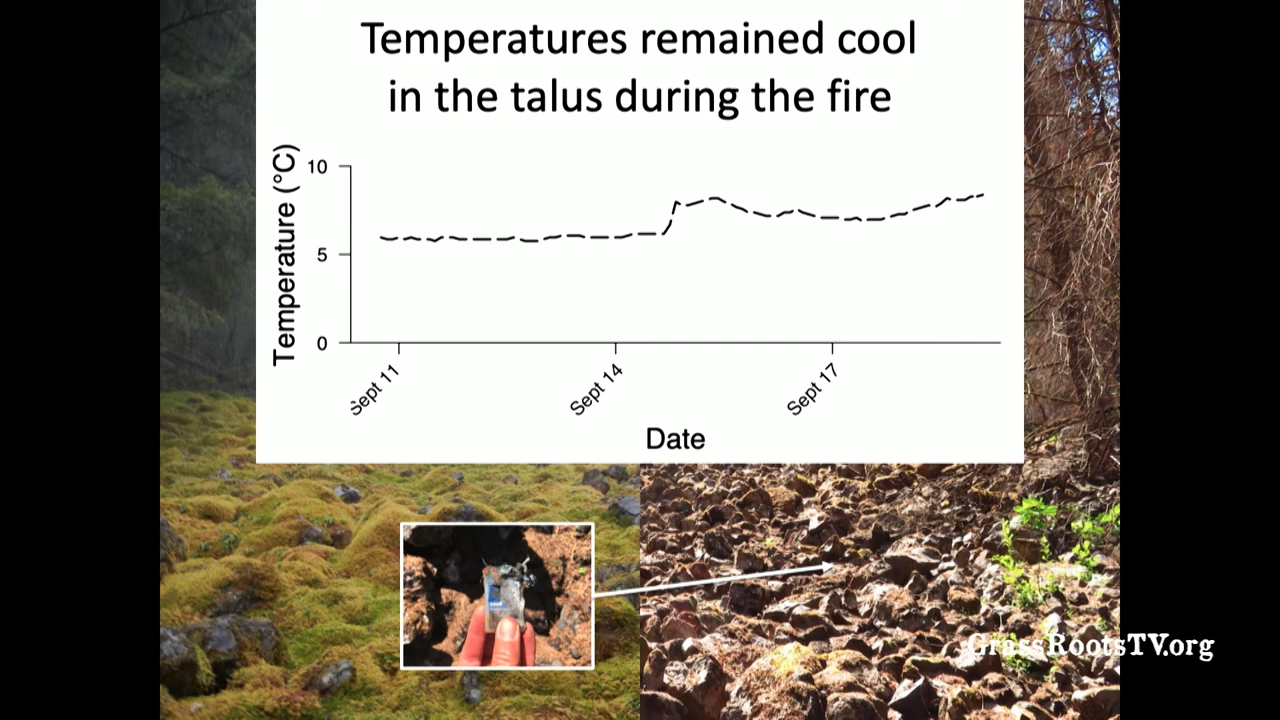 Temperatures remained cool
in the talus during the fire
Temperature (°C)
10
5
0
Sept 11
Sept 14
Sept 17
Date
GrassRootsTV.org